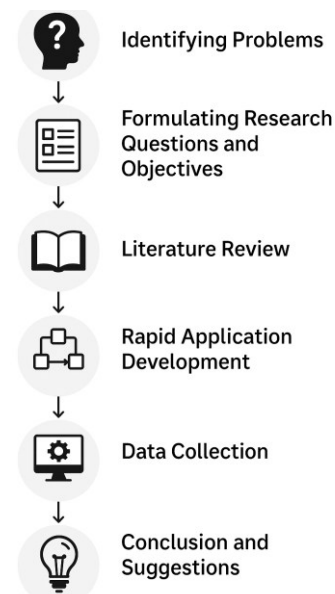 ?
Identifying Problems
Formulating Research
Questions and
Objectives
Literature Review
Rapid Application
Development
Data Collection
Conclusion and
Suggestions